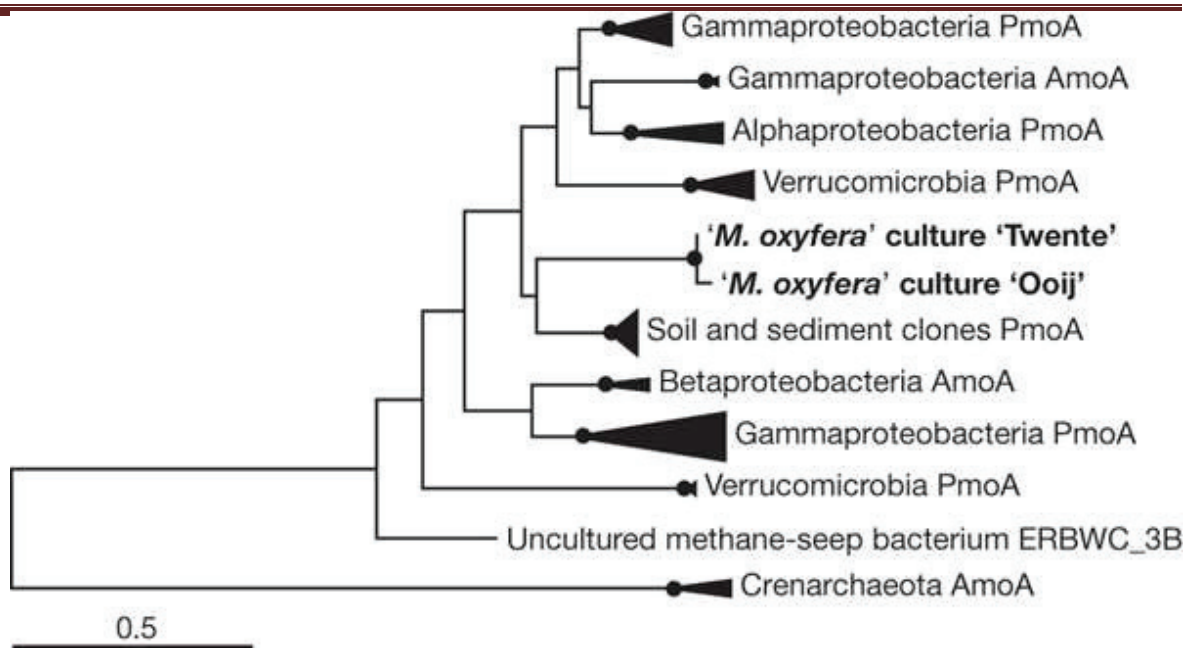 Gammaproteobacteria PmoA
Gammaproteobacteria AmoA
Alphaproteobacteria PmoA
Verrucomicrobia PmoA
‘M. oxyfera’ culture ‘Twente’
‘M. oxyfera’ culture ‘Ooij’
Soil and sediment clones PmoA
Betaproteobacteria AmoA
Gammaproteobacteria PmoA
Verrucomicrobia PmoA
Uncultured methane-seep bacterium ERBWC_3B
Crenarchaeota AmoA
0.5